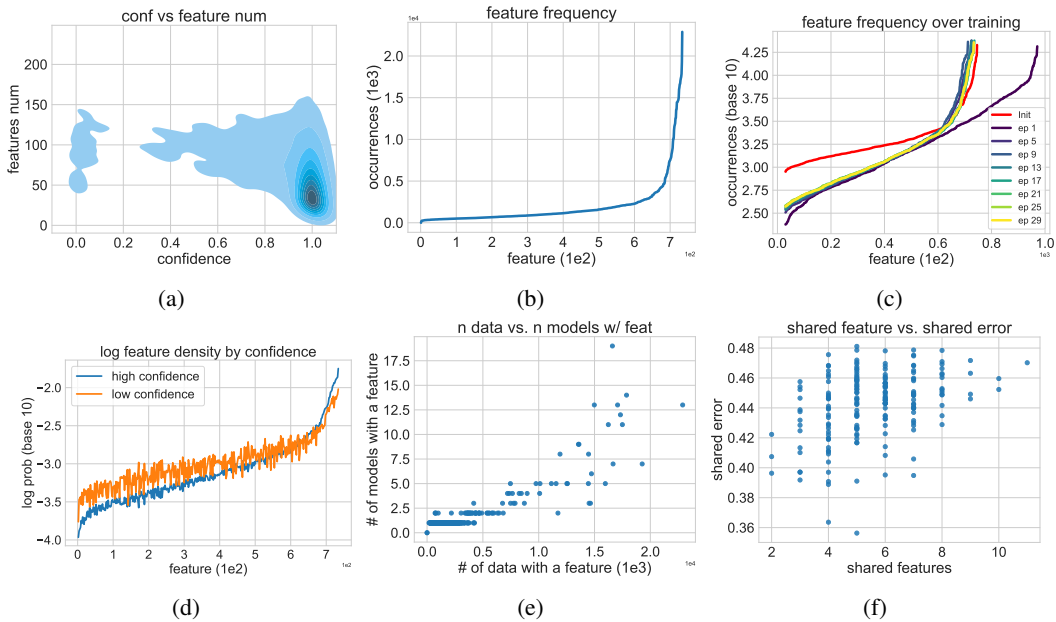 conf vs feature num
features num
200
150
100
50
0
0.0 0.2 0.4 0.6 0.8 1.0
confidence
(a)
feature frequency
1e4
occurrences (1e3)
2.0
1.5
1.0
0.5
0.0
0 1 2 3 4 5 6 7
feature (1e2)
1e2
(b)
feature frequency over training
occurrences (base 10)
4.25
4.00
3.75
3.50
3.25
3.00
2.75
2.50
Init
ep 1
ep 5
ep 9
ep 13
ep 17
ep 21
ep 25
ep 29
0.0 0.2 0.4 0.6 0.8 1.0
feature (1e2)
1e3
(c)
log feature density by confidence
high confidence
low confidence
log prob (base 10)
−2.0
−2.5
−3.0
−3.5
−4.0
0 1 2 3 4 5 6 7
feature (1e2)
1e2
(d)
n data vs. n models w/ feat
# of models with a feature
17.5
15.0
12.5
10.0
7.5
5.0
2.5
0.0
0.0 0.5 1.0 1.5 2.0
# of data with a feature (1e3)
1e4
(e)
shared feature vs. shared error
shared error
0.48
0.46
0.44
0.42
0.40
0.38
0.36
2 4 6 8 10
shared features
(f)